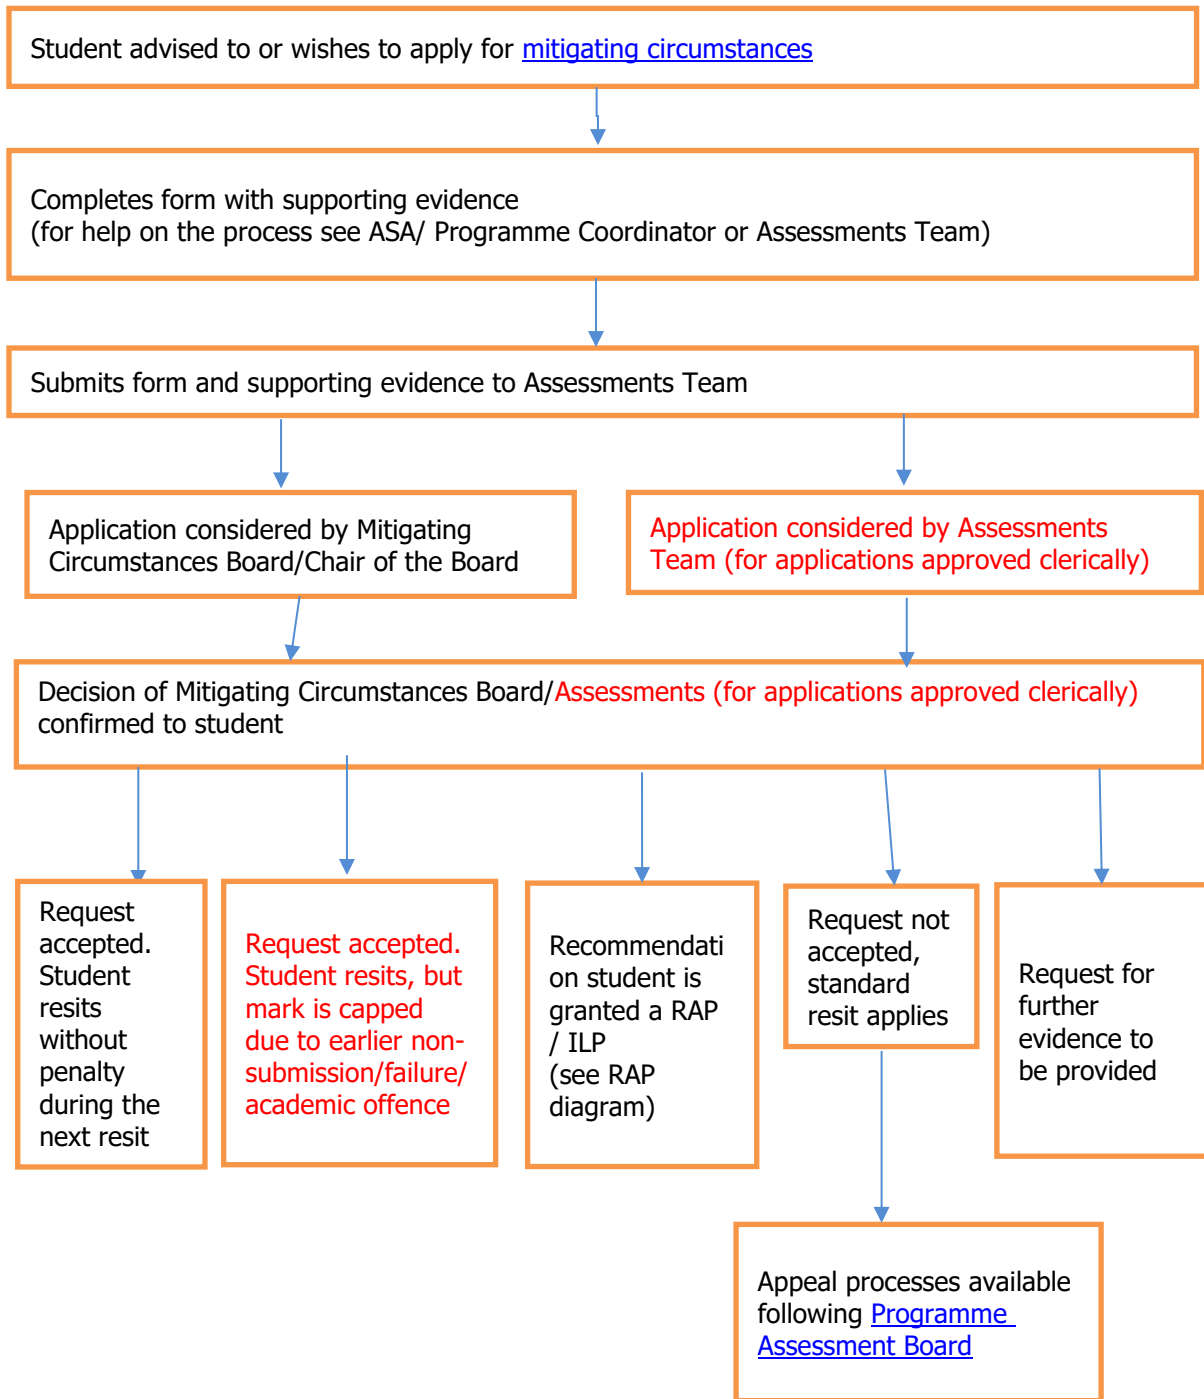 Student advised to or wishes to apply for mitigating circumstances
Completes form with supporting evidence
(for help on the process see ASA/ Programme Coordinator or Assessments Team)
Submits form and supporting evidence to Assessments Team
Application considered by Mitigating
Circumstances Board/Chair of the Board
Application considered by Assessments
Team (for applications approved clerically)
Decision of Mitigating Circumstances Board/Assessments (for applications approved clerically)
confirmed to student
Request
accepted.
Student
resits
without
penalty
during the
next resit
Request accepted.
Student resits, but
mark is capped
due to earlier non-
submission/failure/
academic offence
Recommendati
on student is
granted a RAP
/ ILP
(see RAP
diagram)
Request not
accepted,
standard
resit applies
Request for
further
evidence to
be provided
Appeal processes available
following Programme
Assessment Board